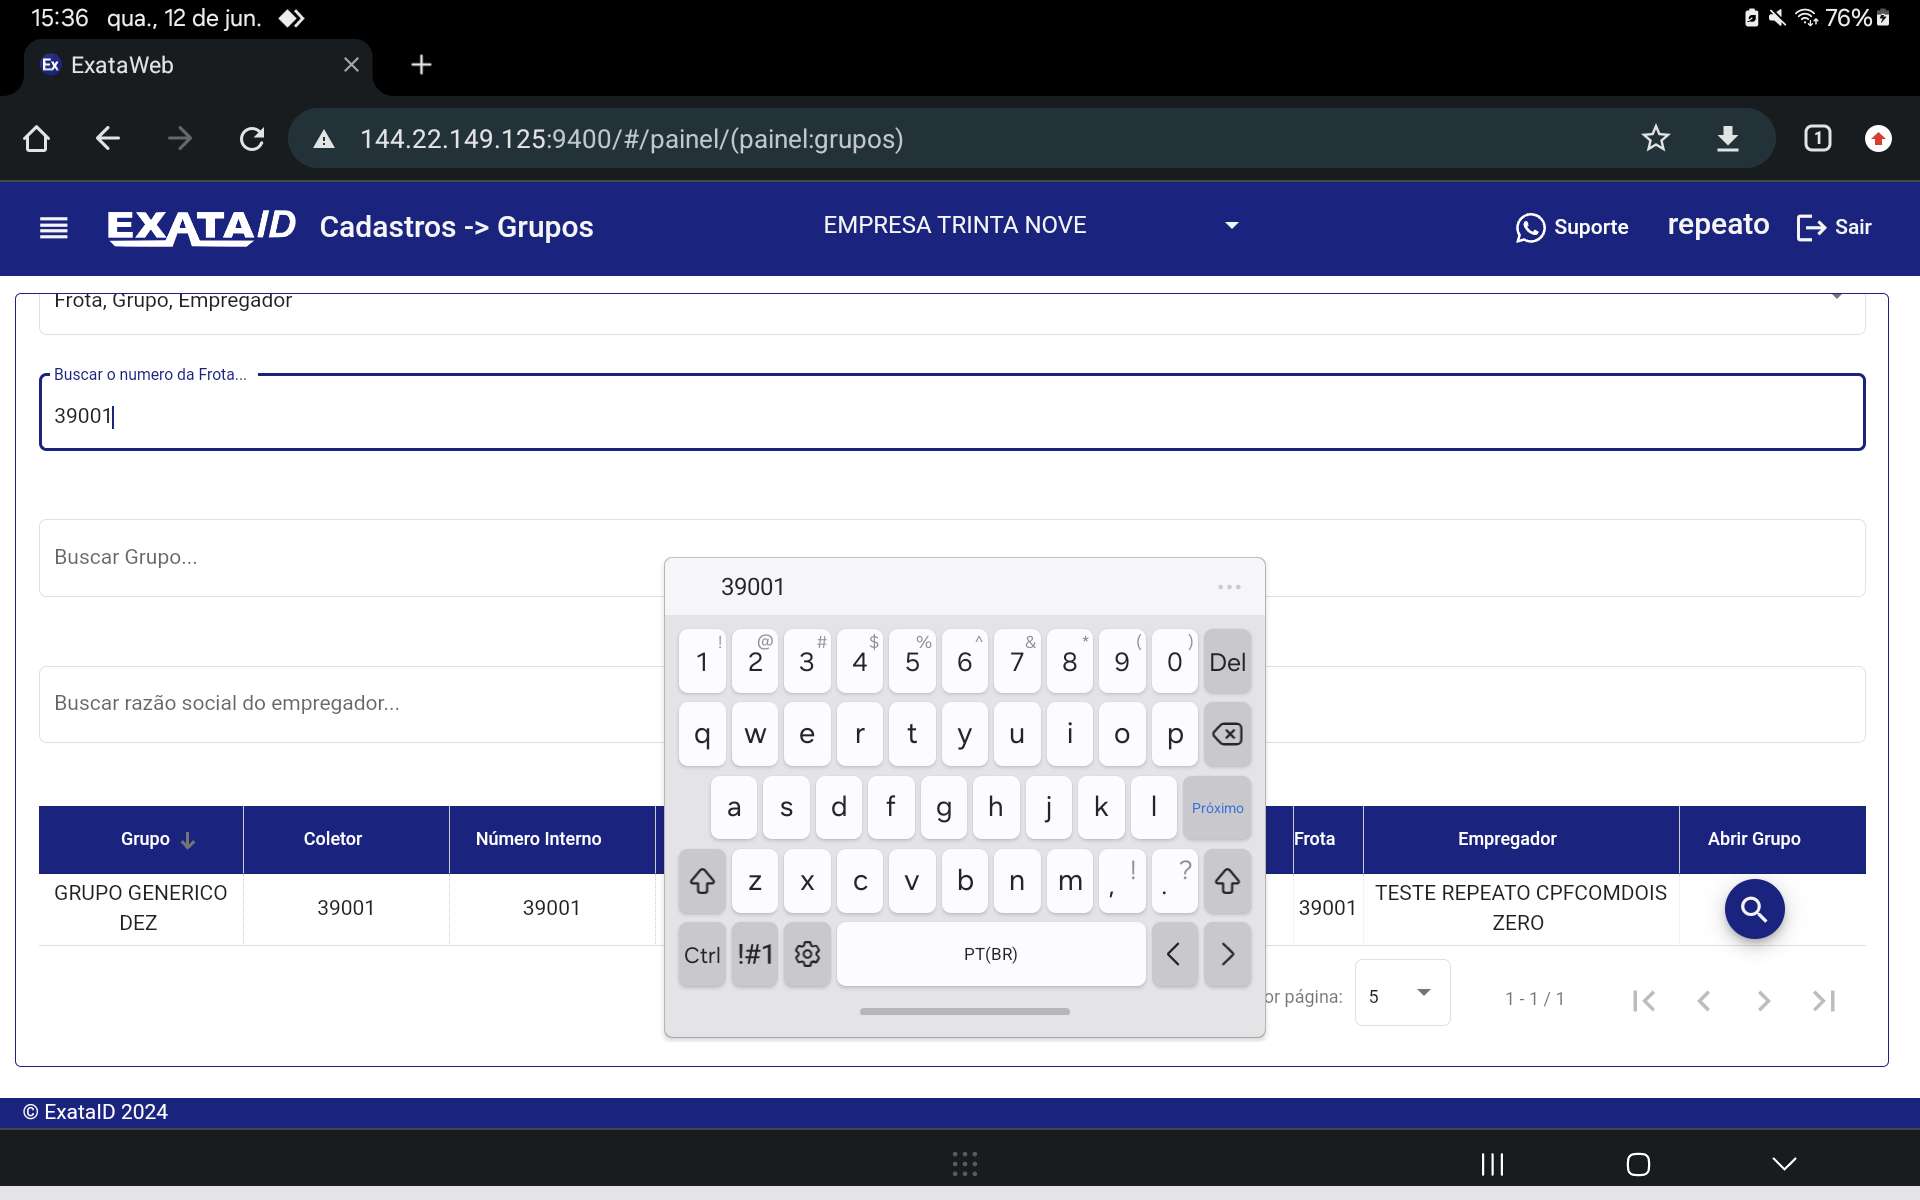 15:36 qua., 12 de jun. 76%
Ex ExataWeb
144.22.149.125:9400/#/painel/(painel:grupos) 1
EXATA/ID Cadastros -> Grupos EMPRESA TRINTA NOVE Suporte repeato Sair
Frota, Grupo, Empregador
Buscar o numero da Frota...
39001
Buscar Grupo...
Buscar razão social do empregador...
39001 ...
! @ # $ % ^ & * ( )
1 2 3 4 5 6 7 8 9 0 Del
q w e r t y u i o p
a s d f g h j k l Próximo
z x c v b n m , ! . ?
Ctrl !#1 PT(BR) < >
Grupo Coletor Número Interno Frota Empregador Abrir Grupo
GRUPO GENERICO DEZ 39001 39001 39001 TESTE REPEATO CPFCOMDOIS ZERO
or página: 5 1 - 1 / 1
© ExataID 2024